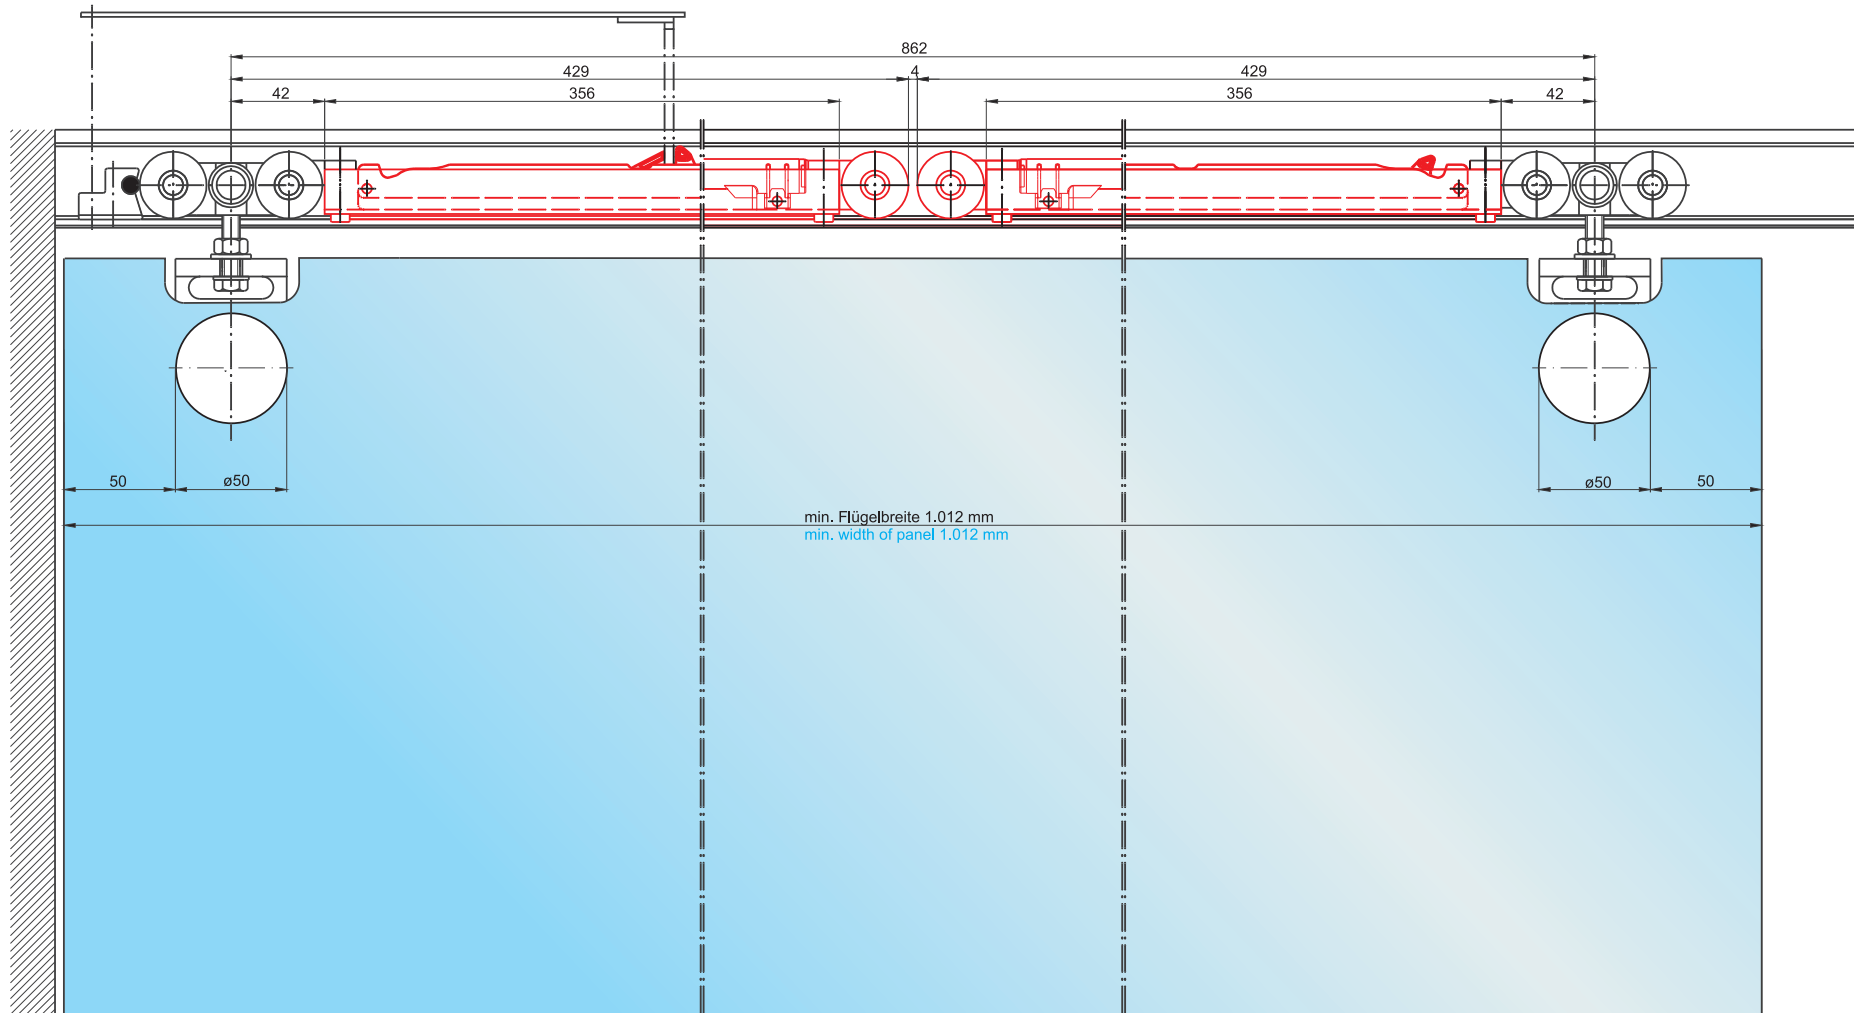 862
429 4 429
42 356 356 42
50 ø50 ø50 50
min. Flügelbreite 1.012 mm
min. width of panel 1.012 mm